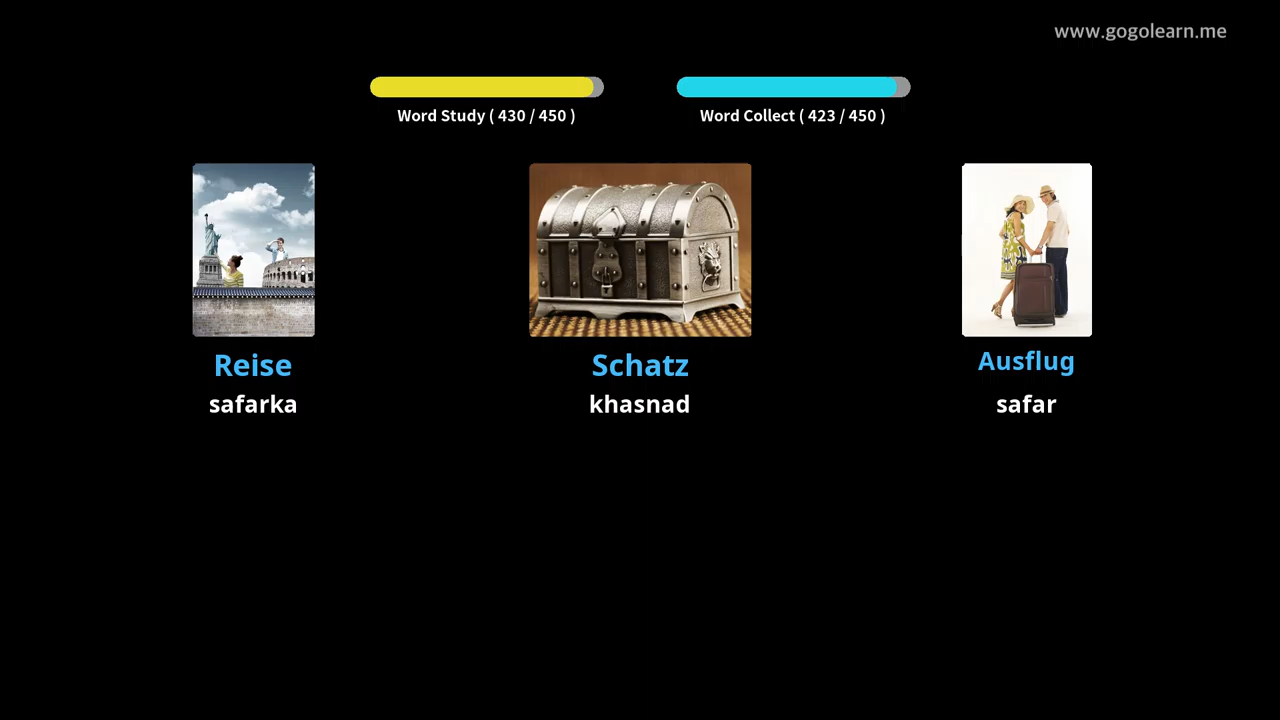 www.gogolearn.me
Word Study ( 430 / 450 )
Word Collect ( 423 / 450 )
Reise
safarka
Schatz
khasnad
Ausflug
safar